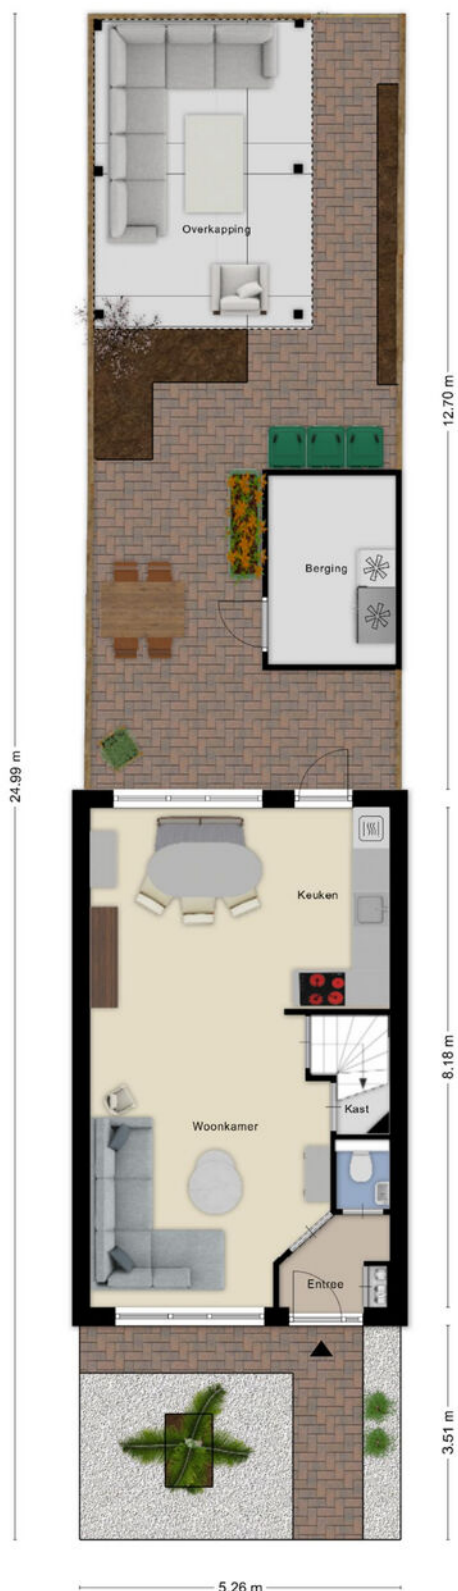 Overkapping
12.70 m
Berging
24.99 m
Keuken
8.18 m
Kast
Woonkamer
Entree
3.51 m
5.26 m